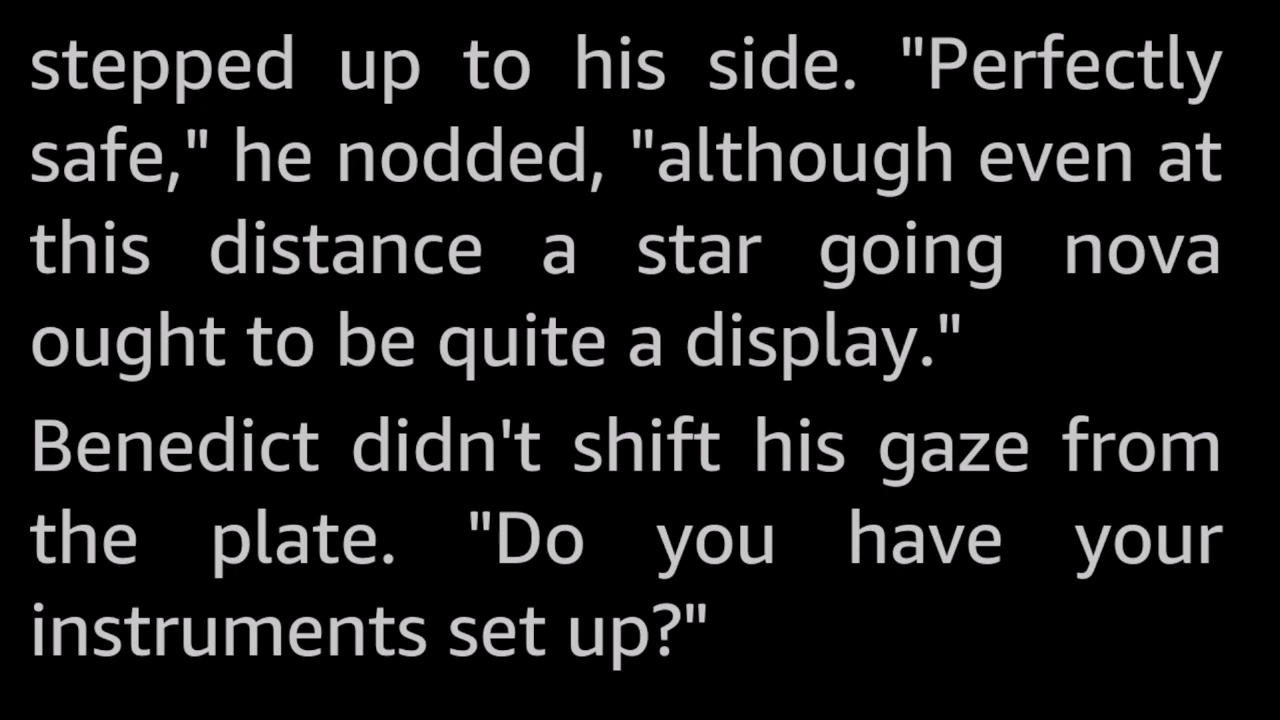 stepped up to his side. "Perfectly
safe," he nodded, "although even at
this distance a star going nova
ought to be quite a display."
Benedict didn't shift his gaze from
the plate. "Do you have your
instruments set up?"